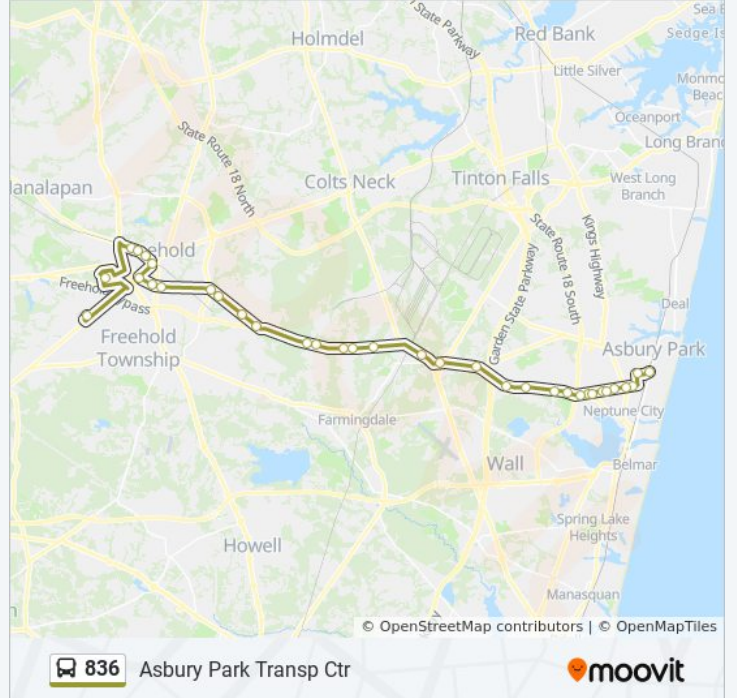 State Parkway
Sea B
Holmdel
Red Bank
Sedge Is
Little Silver
Monmo
Beac
State Route 18 North
Oceanport
Long Branc
lanalapan
Colts Neck
Tinton Falls
West Long
Branch
State Route 18 South
Kings Highway
eehold
Garden State Parkway
Freeho
pass
Deal
Freehold
Township
Asbury Park
Farmingdale
Neptune City
Wall
Belmar
Spring Lake
Heights
Howell
Manasquan
© OpenStreetMap contributors | © OpenMapTiles
836 Asbury Park Transp Ctr
moovit